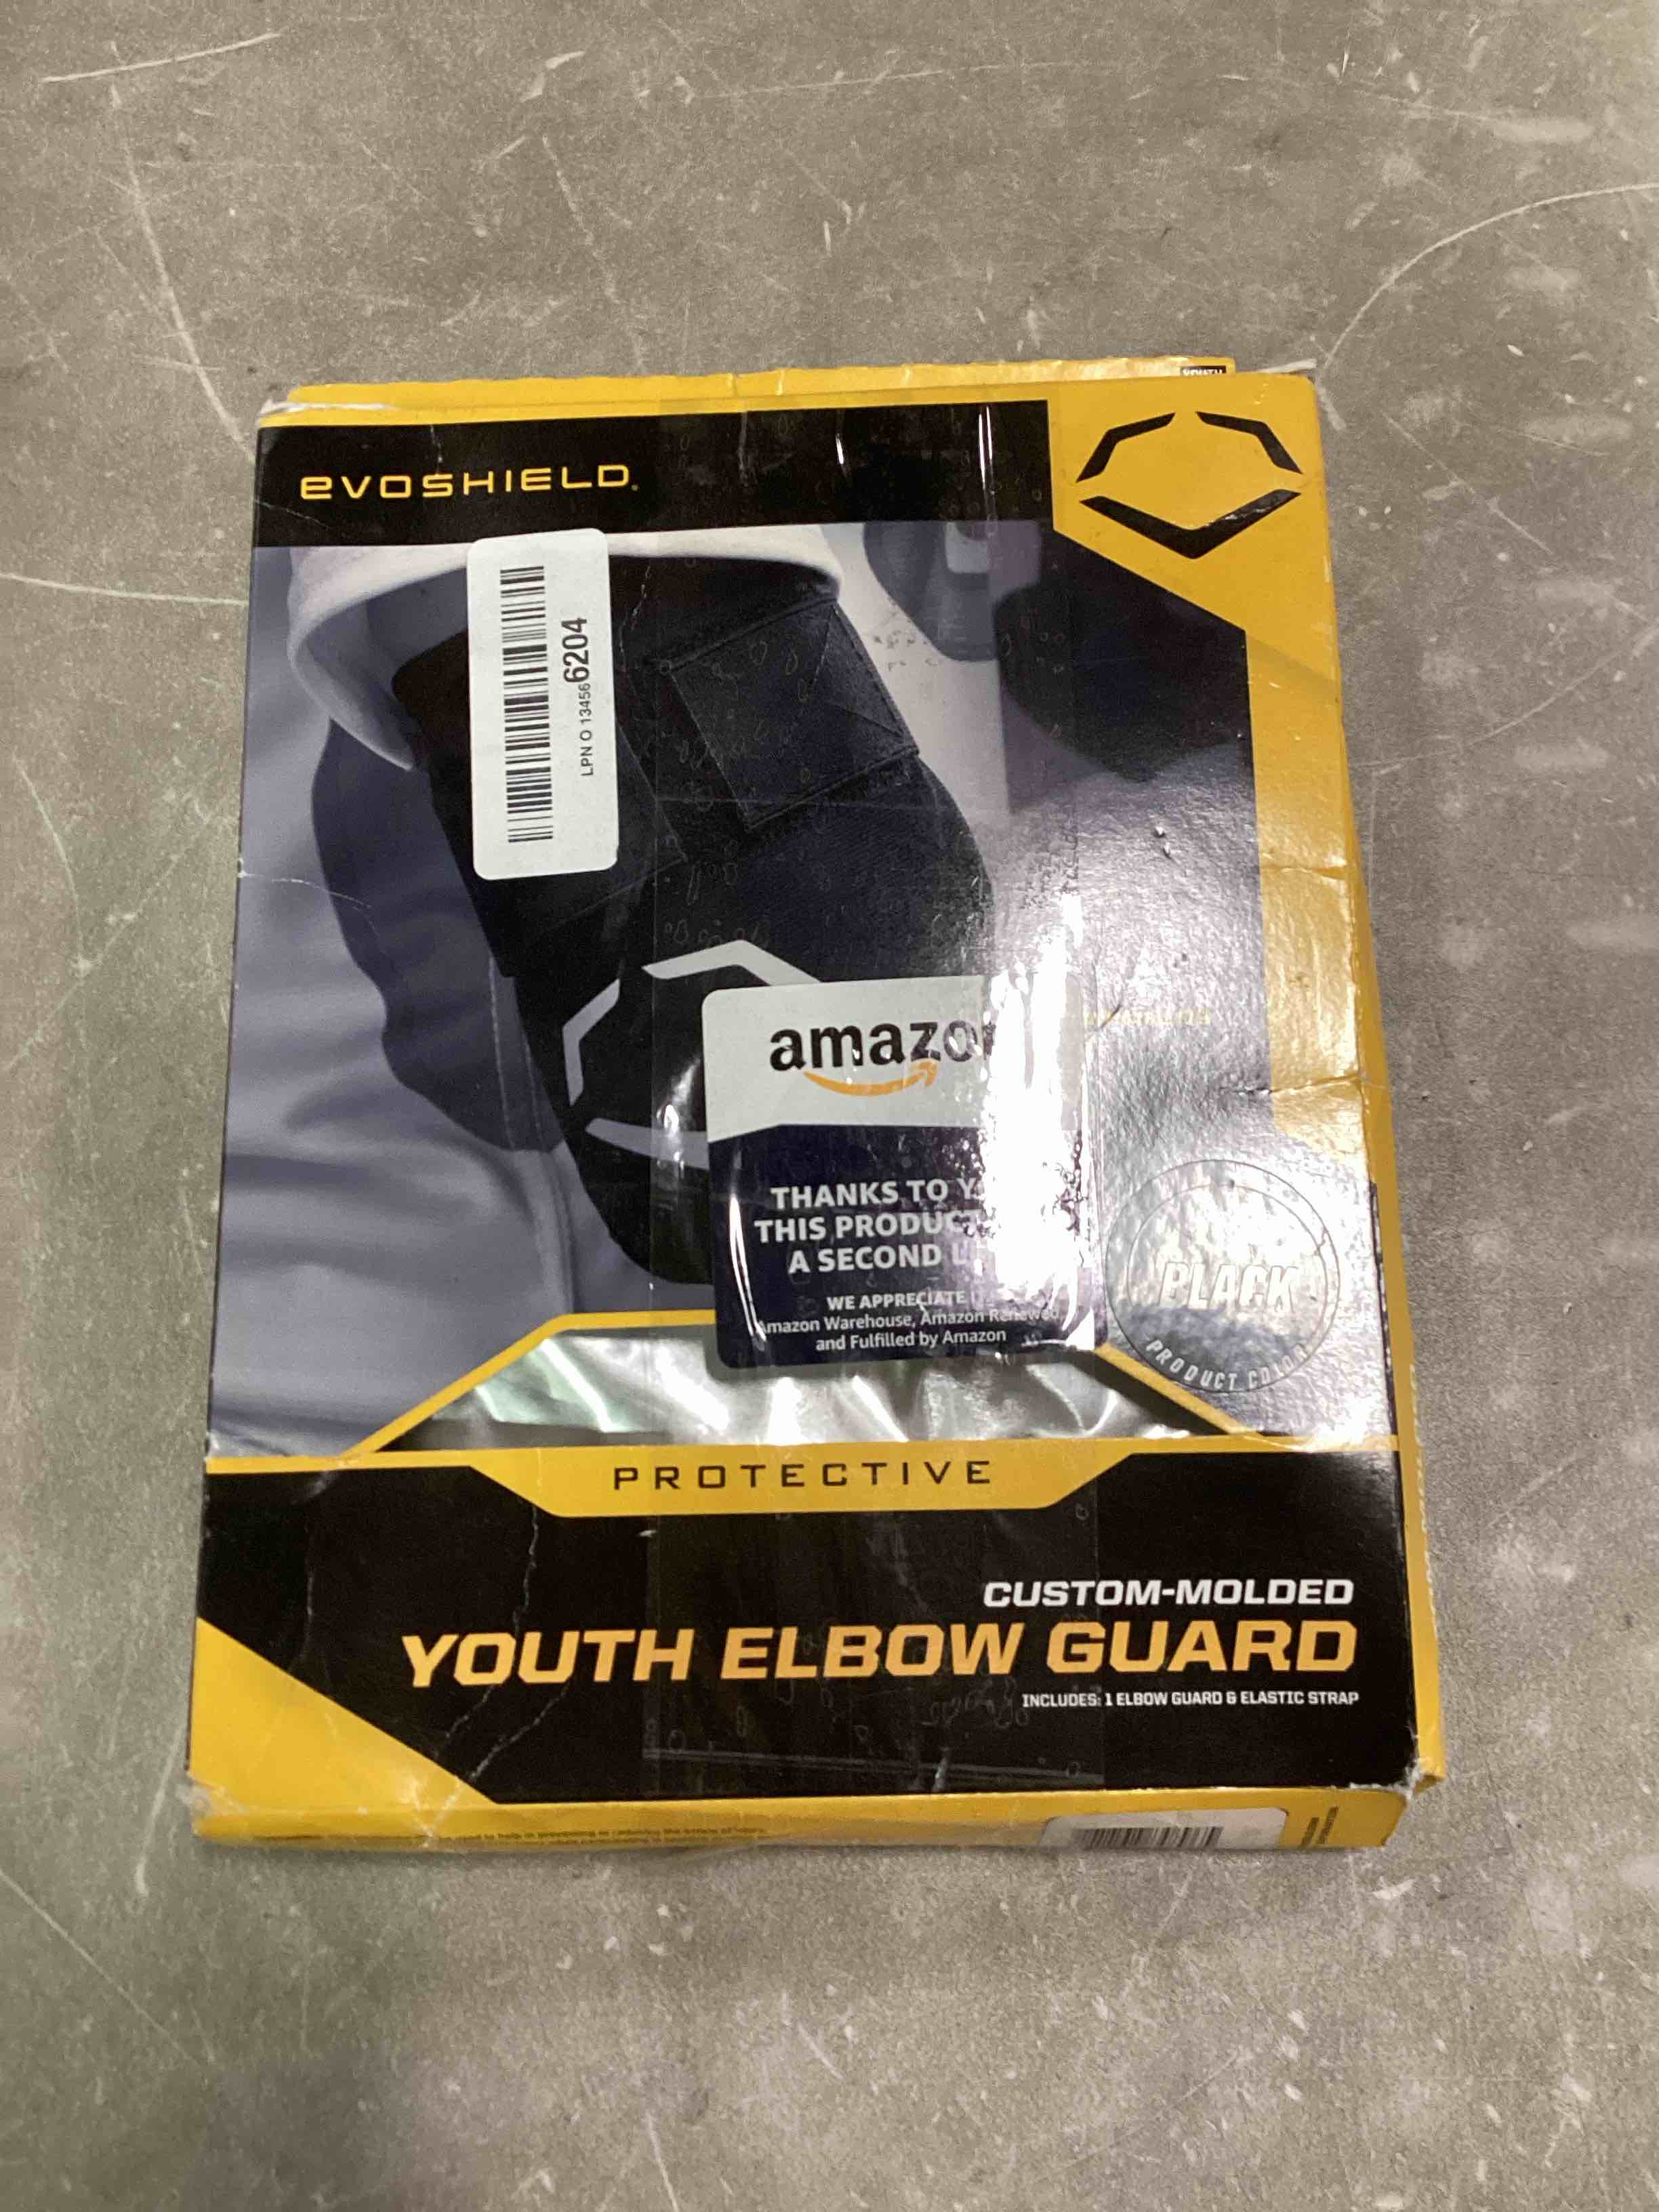 YOUTH
evoSHIELD.
LPN O 134566204
amazo
THANKS TO Y
THIS PRODUCT
A SECOND L
WE APPRECIATE
Amazon Warehouse, Amazon Renewed
and Fulfilled by Amazon
BLACK
PRODUCT COLOR
PROTECTIVE
CUSTOM-MOLDED
YOUTH ELBOW GUARD
INCLUDES: 1 ELBOW GUARD & ELASTIC STRAP